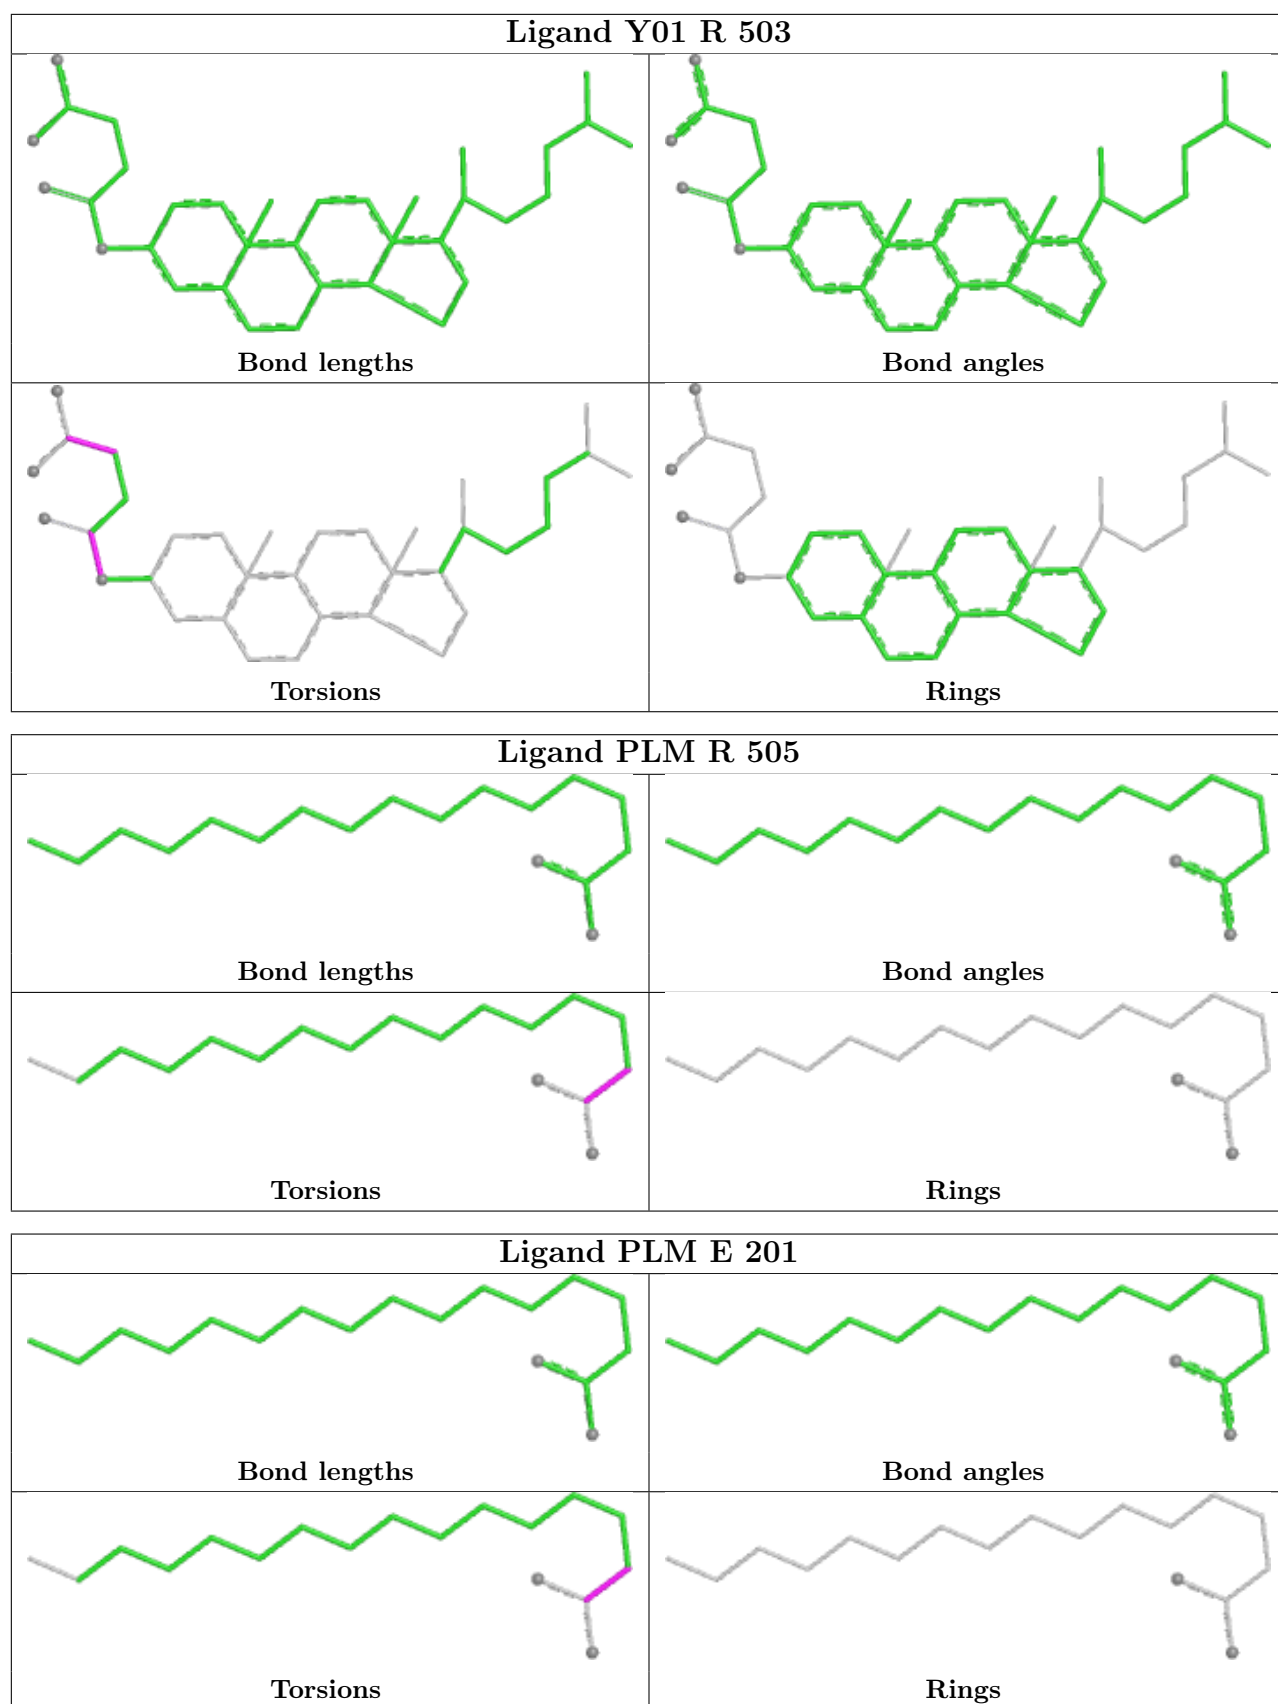 Ligand Y01 R 503
Bond lengths
Bond angles
Torsions
Rings
Ligand PLM R 505
Bond lengths
Bond angles
Torsions
Rings
Ligand PLM E 201
Bond lengths
Bond angles
Torsions
Rings